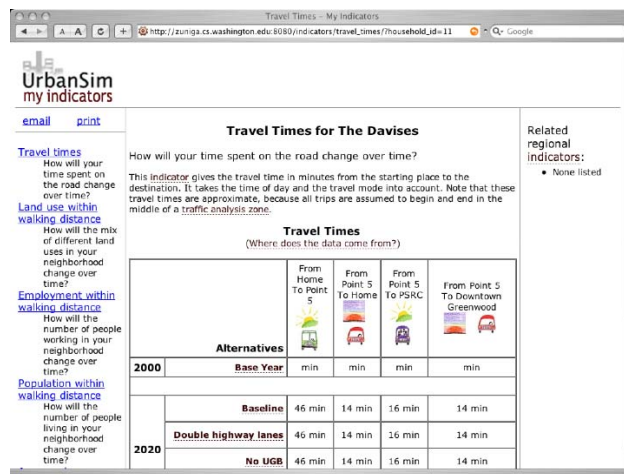 Travel Times – My Indicators
A A C + http://zuniga.cs.washington.edu:8080/indicators/travel_times/?household_id=11 Q- Google
UrbanSim
my indicators
email print
Travel times
How will your
time spent on
the road change
over time?
Land use within
walking distance
How will the mix
of different land
uses in your
neighborhood
change over
time?
Employment within
walking distance
How will the
number of people
working in your
neighborhood
change over
time?
Population within
walking distance
How will the
number of people
living in your
neighborhood
change over
time?
Travel Times for The Davises
How will your time spent on the road change over time?
This indicator gives the travel time in minutes from the starting place to the
destination. It takes the time of day and the travel mode into account. Note that these
travel times are approximate, because all trips are assumed to begin and end in the
middle of a traffic analysis zone.
Travel Times
(Where does the data come from?)
Alternatives
From
Home
To Point
5
From
Point 5
To Home
From
Point 5
To PSRC
From Point 5
To Downtown
Greenwood
2000 Base Year min min min min
2020
Baseline 46 min 14 min 16 min 14 min
Double highway lanes 46 min 14 min 16 min 14 min
No UGB 46 min 14 min 16 min 14 min
Related
regional
indicators:
• None listed